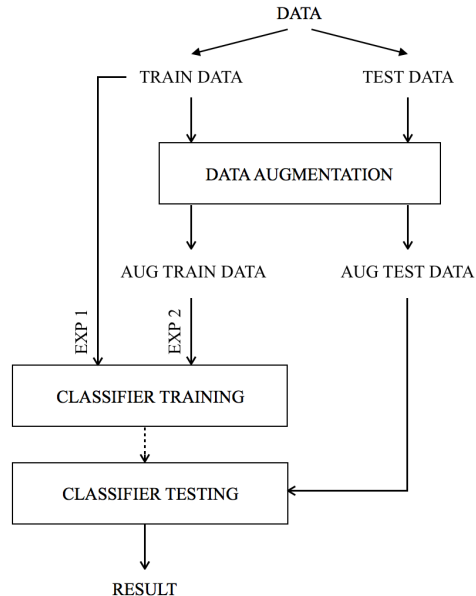 DATA
TRAIN DATA
TEST DATA
DATA AUGMENTATION
AUG TRAIN DATA
AUG TEST DATA
EXP 1
EXP 2
CLASSIFIER TRAINING
CLASSIFIER TESTING
RESULT